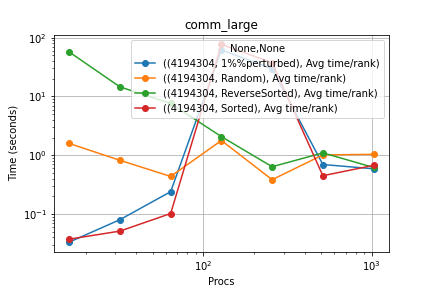 comm_large
None,None
((4194304, 1%%perturbed), Avg time/rank)
((4194304, Random), Avg time/rank)
((4194304, ReverseSorted), Avg time/rank)
((4194304, Sorted), Avg time/rank)
Time (seconds)
10²
10¹
10⁰
10⁻¹
10²
10³
Procs